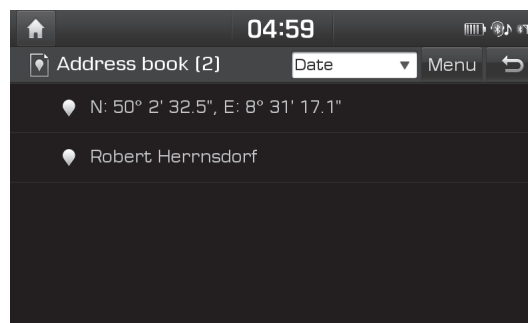 04:59
Address book (2)
Date
Menu
N: 50° 2' 32.5", E: 8° 31' 17.1"
Robert Herrnsdorf